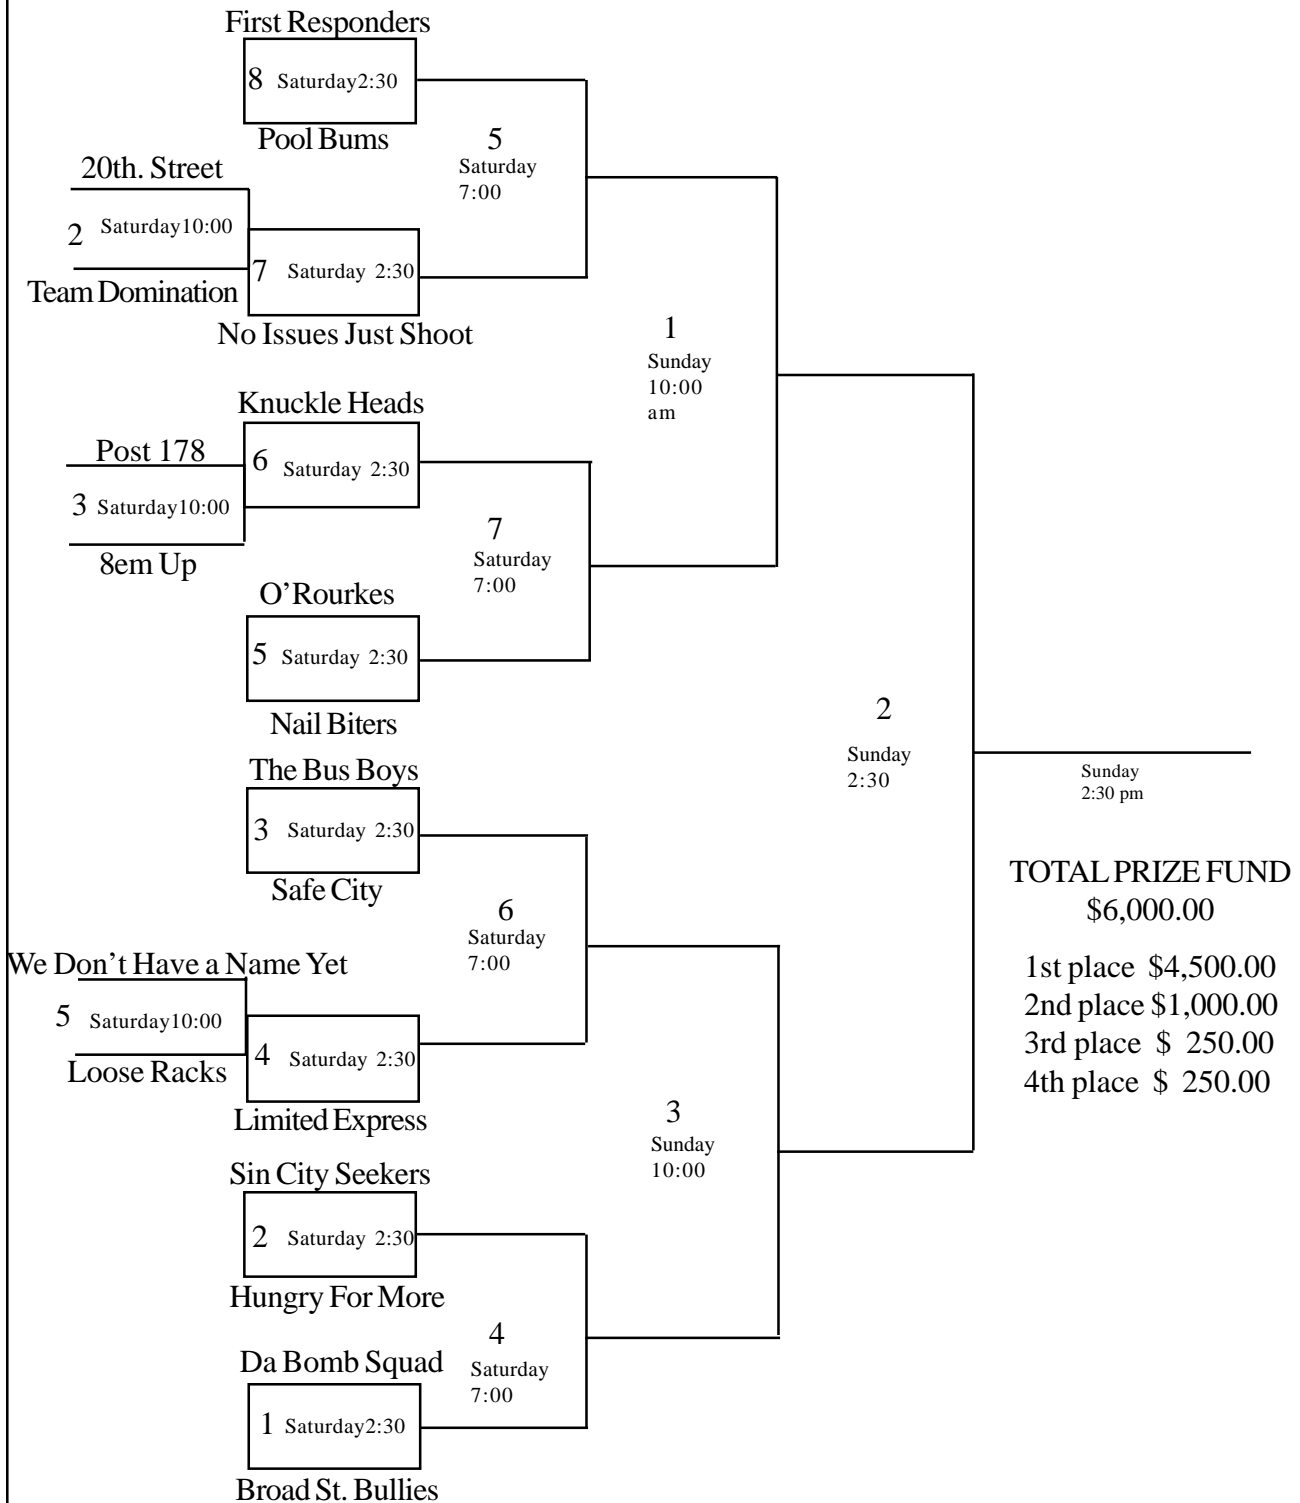 First Responders
8 Saturday2:30
Pool Bums
5
Saturday
7:00
20th. Street
2 Saturday10:00
Team Domination
7 Saturday 2:30
No Issues Just Shoot
1
Sunday
10:00
am
Knuckle Heads
Post 178
6 Saturday 2:30
3 Saturday10:00
8em Up
7
Saturday
7:00
O'Rourkes
5 Saturday 2:30
Nail Biters
2
Sunday
2:30
Sunday
2:30 pm
The Bus Boys
3 Saturday 2:30
Safe City
6
Saturday
7:00
We Don't Have a Name Yet
5 Saturday10:00
Loose Racks
4 Saturday 2:30
Limited Express
3
Sunday
10:00
Sin City Seekers
2 Saturday 2:30
Hungry For More
4
Saturday
7:00
Da Bomb Squad
1 Saturday2:30
Broad St. Bullies
TOTAL PRIZE FUND
$6,000.00
1st place $4,500.00
2nd place $1,000.00
3rd place $ 250.00
4th place $ 250.00